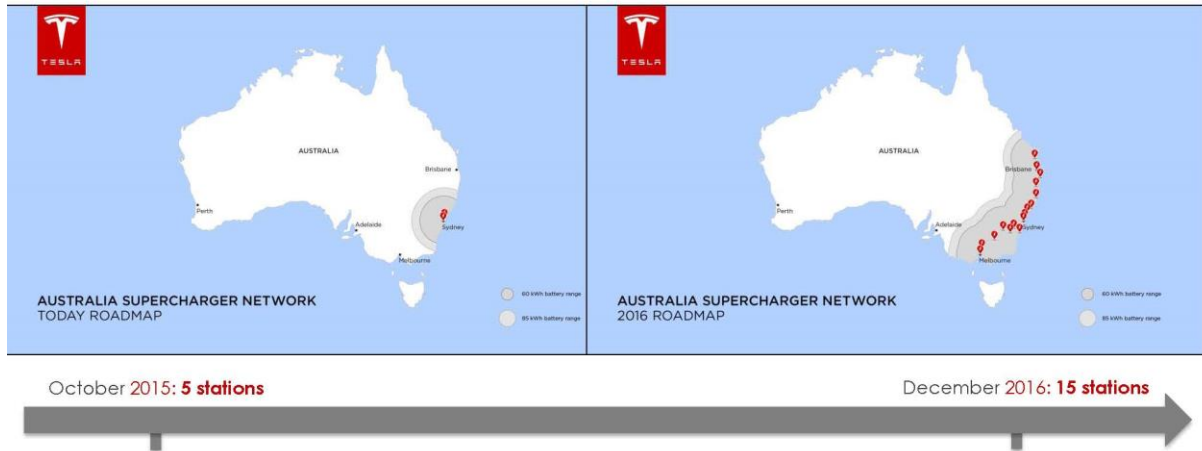 TESLA
AUSTRALIA
Brisbane
Perth
Adelaide
Sydney
Melbourne
AUSTRALIA SUPERCHARGER NETWORK
TODAY ROADMAP
60 kWh battery range
85 kWh battery range
TESLA
AUSTRALIA
Brisbane
Perth
Adelaide
Sydney
Melbourne
AUSTRALIA SUPERCHARGER NETWORK
2016 ROADMAP
60 kWh battery range
85 kWh battery range
October 2015: 5 stations
December 2016: 15 stations